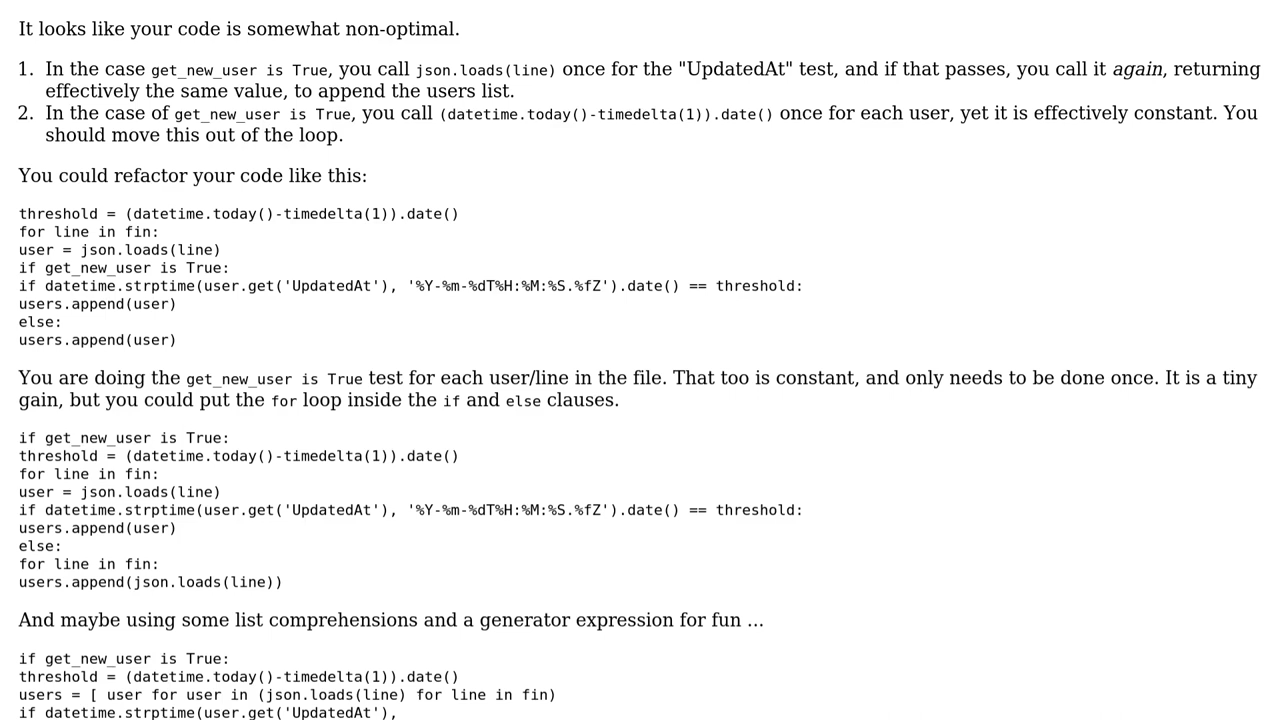 It looks like your code is somewhat non-optimal.
1. In the case get_new_user is True, you call json.loads(line) once for the "UpdatedAt" test, and if that passes, you call it again, returning
effectively the same value, to append the users list.
2. In the case of get_new_user is True, you call (datetime.today()-timedelta(1)).date() once for each user, yet it is effectively constant. You
should move this out of the loop.
You could refactor your code like this:
threshold = (datetime.today()-timedelta(1)).date()
for line in fin:
user = json.loads(line)
if get_new_user is True:
if datetime.strptime(user.get('UpdatedAt'), '%Y-%m-%dT%H:%M:%S.%fZ').date() == threshold:
users.append(user)
else:
users.append(user)
You are doing the get_new_user is True test for each user/line in the file. That too is constant, and only needs to be done once. It is a tiny
gain, but you could put the for loop inside the if and else clauses.
if get_new_user is True:
threshold = (datetime.today()-timedelta(1)).date()
for line in fin:
user = json.loads(line)
if datetime.strptime(user.get('UpdatedAt'), '%Y-%m-%dT%H:%M:%S.%fZ').date() == threshold:
users.append(user)
else:
for line in fin:
users.append(json.loads(line))
And maybe using some list comprehensions and a generator expression for fun ...
if get_new_user is True:
threshold = (datetime.today()-timedelta(1)).date()
users = [ user for user in (json.loads(line) for line in fin)
if datetime.strptime(user.get('UpdatedAt'),